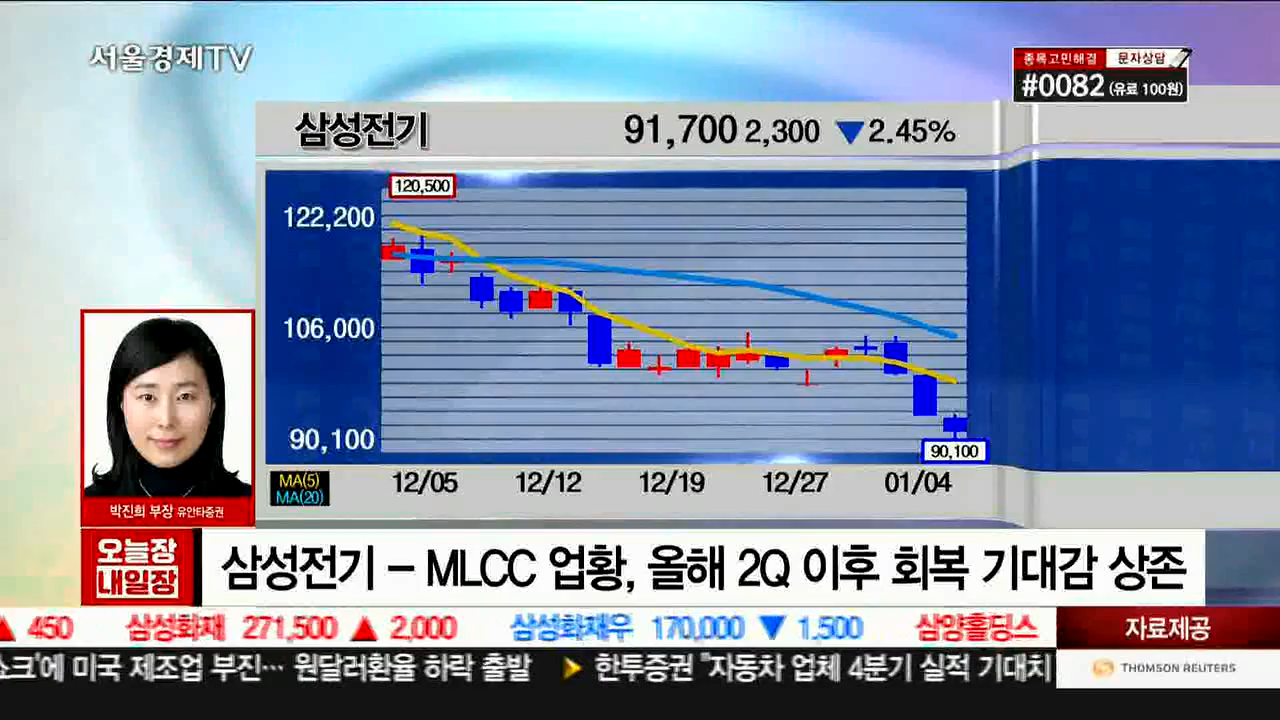 서울경제TV
종목고민해결 문자상담
#0082 (유료 100원)
삼성전기 91,700 2,300 ▼2.45%
120,500
122,200
106,000
90,100
90,100
MA(5)
MA(20)
12/05 12/12 12/19 12/27 01/04
박진희 부장 유안타증권
오늘장
내일장
삼성전기 – MLCC 업황, 올해 2Q 이후 회복 기대감 상존
▲ 450 삼성화재 271,500 ▲ 2,000 삼성화재우 170,000 ▼ 1,500 삼양홀딩스
자료제공
쇼크'에 미국 제조업 부진… 원달러환율 하락 출발 ▶ 한투증권 "자동차 업체 4분기 실적 기대치
THOMSON REUTERS